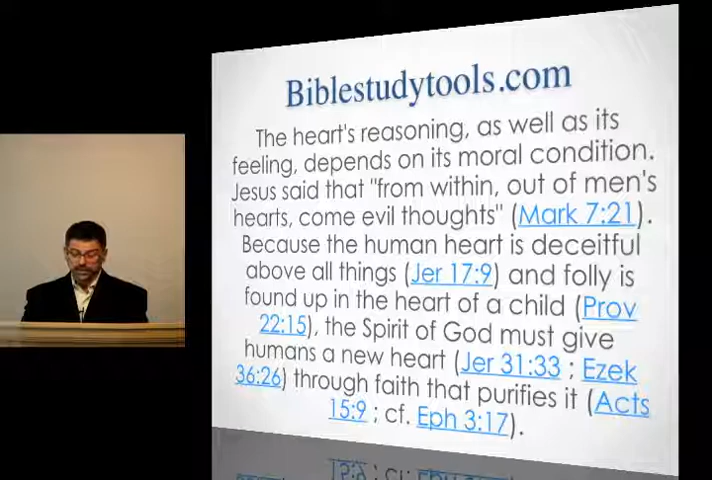 Biblestudytools.com
The heart's reasoning, as well as its
feeling, depends on its moral condition.
Jesus said that "from within, out of men's
hearts, come evil thoughts" (Mark 7:21).
Because the human heart is deceitful
above all things (Jer 17:9) and folly is
found up in the heart of a child (Prov
22:15), the Spirit of God must give
humans a new heart (Jer 31:33 ; Ezek
36:26) through faith that purifies it (Acts
15:9 ; cf. Eph 3:17).